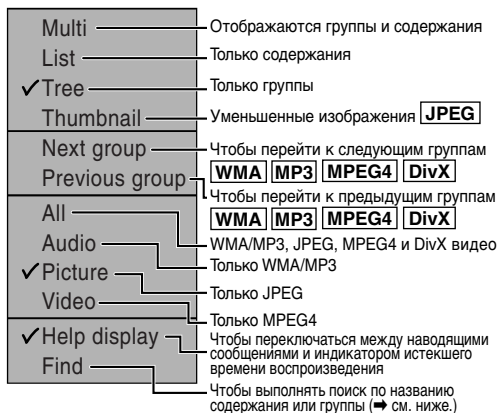 Multi
Отображаются группы и содержания
List
Только содержания
✓Tree
Только группы
Thumbnail
Уменьшенные изображения JPEG
Next group
Чтобы перейти к следующим группам
WMA MP3 MPEG4 DivX
Previous group
Чтобы перейти к предыдущим группам
WMA MP3 MPEG4 DivX
All
WMA/MP3, JPEG, MPEG4 и DivX видео
Audio
Только WMA/MP3
✓Picture
Только JPEG
Video
Только MPEG4
✓Help display
Чтобы переключаться между наводящими
сообщениями и индикатором истекшего
времени воспроизведения
Find
Чтобы выполнять поиск по названию
содержания или группы (➡ см. ниже.)